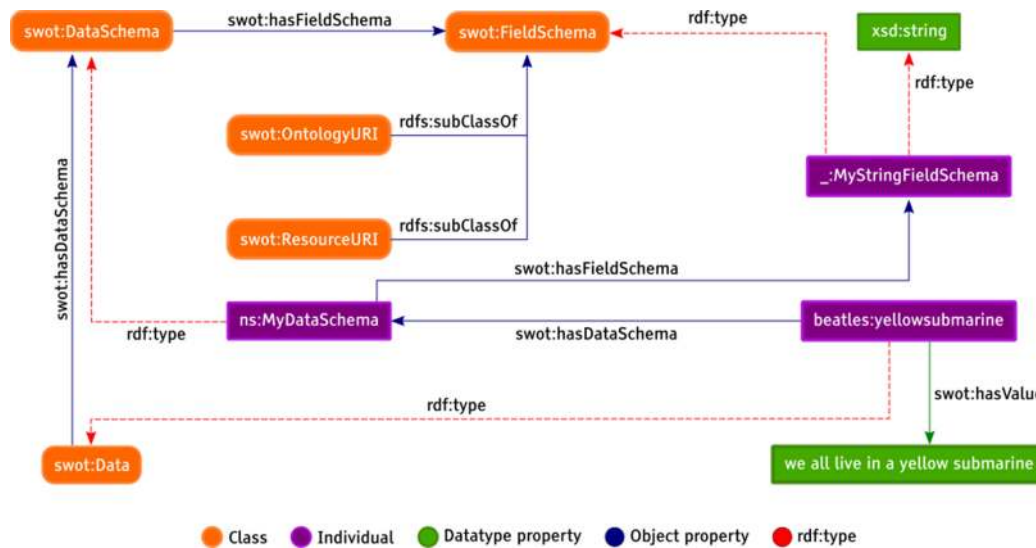 swot:DataSchema
swot:hasFieldSchema
swot:FieldSchema
rdf:type
xsd:string
rdf:type
swot:OntologyURI
rdfs:subClassOf
_:MyStringFieldSchema
swot:hasDataSchema
swot:ResourceURI
rdfs:subClassOf
swot:hasFieldSchema
ns:MyDataSchema
rdf:type
swot:hasDataSchema
beatles:yellowsubmarine
rdf:type
swot:hasValue
swot:Data
we all live in a yellow submarine
Class
Individual
Datatype property
Object property
rdf:type